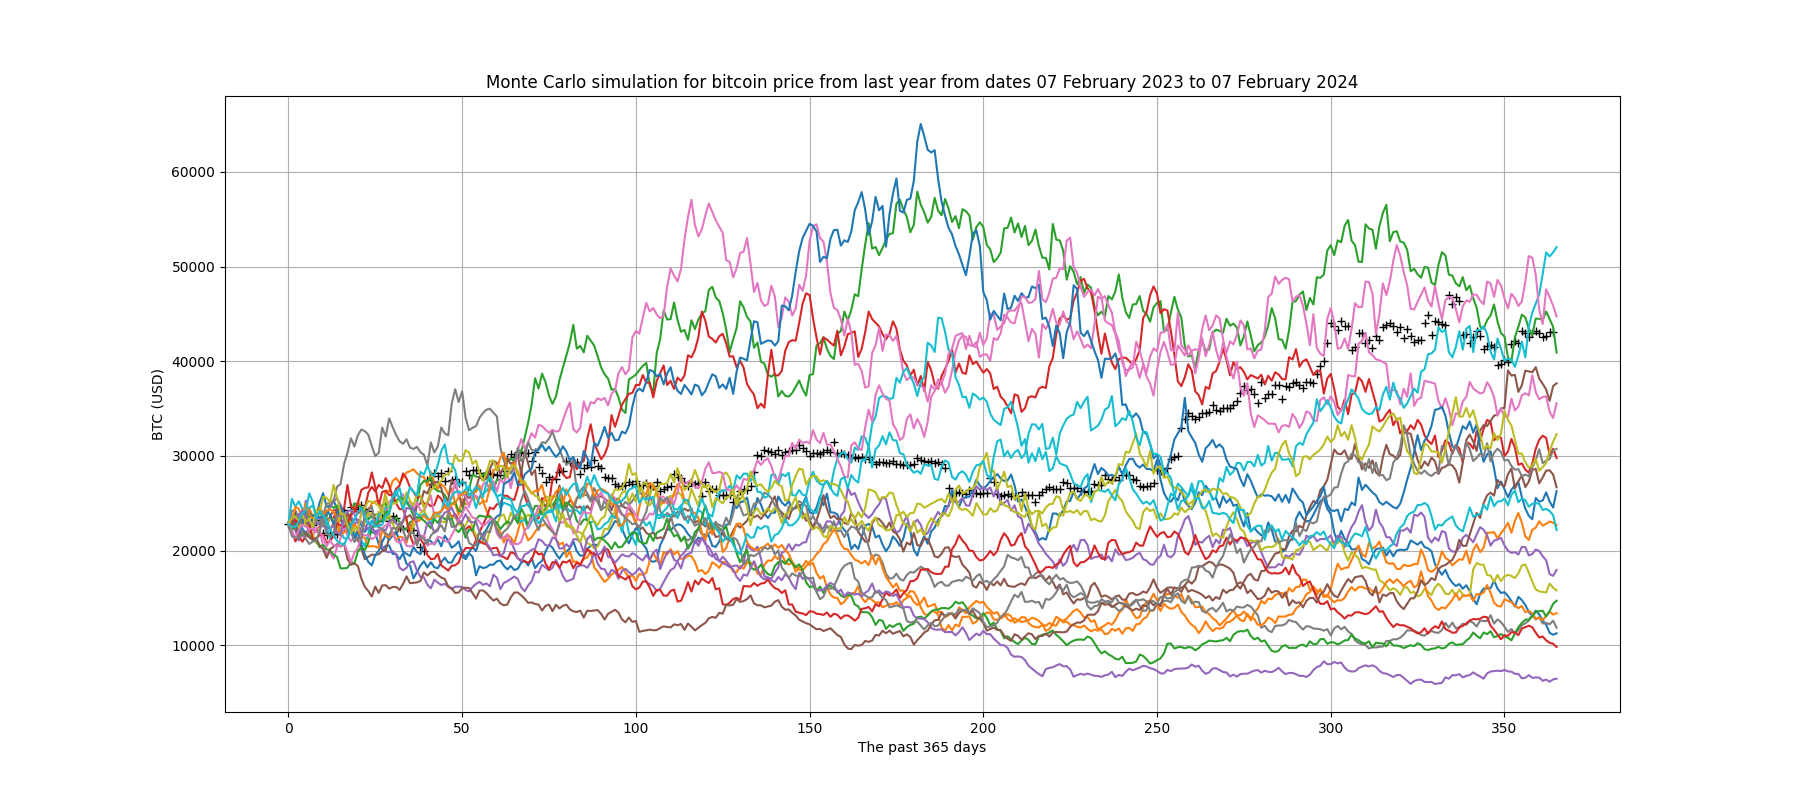 Monte Carlo simulation for bitcoin price from last year from dates 07 February 2023 to 07 February 2024
60000
50000
40000
30000
20000
10000
BTC (USD)
0 50 100 150 200 250 300 350
The past 365 days